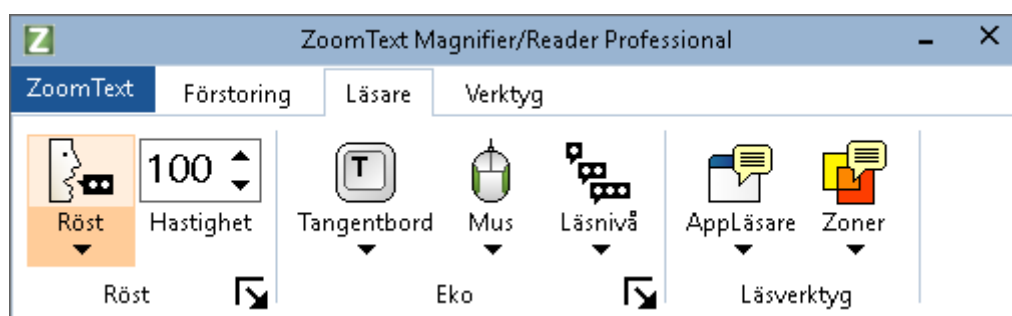 ZoomText Magnifier/Reader Professional
ZoomText Förstoring Läsare Verktyg
100 T
Röst Hastighet Tangentbord Mus Läsnivå AppLäsare Zoner
Röst Eko Läsverktyg